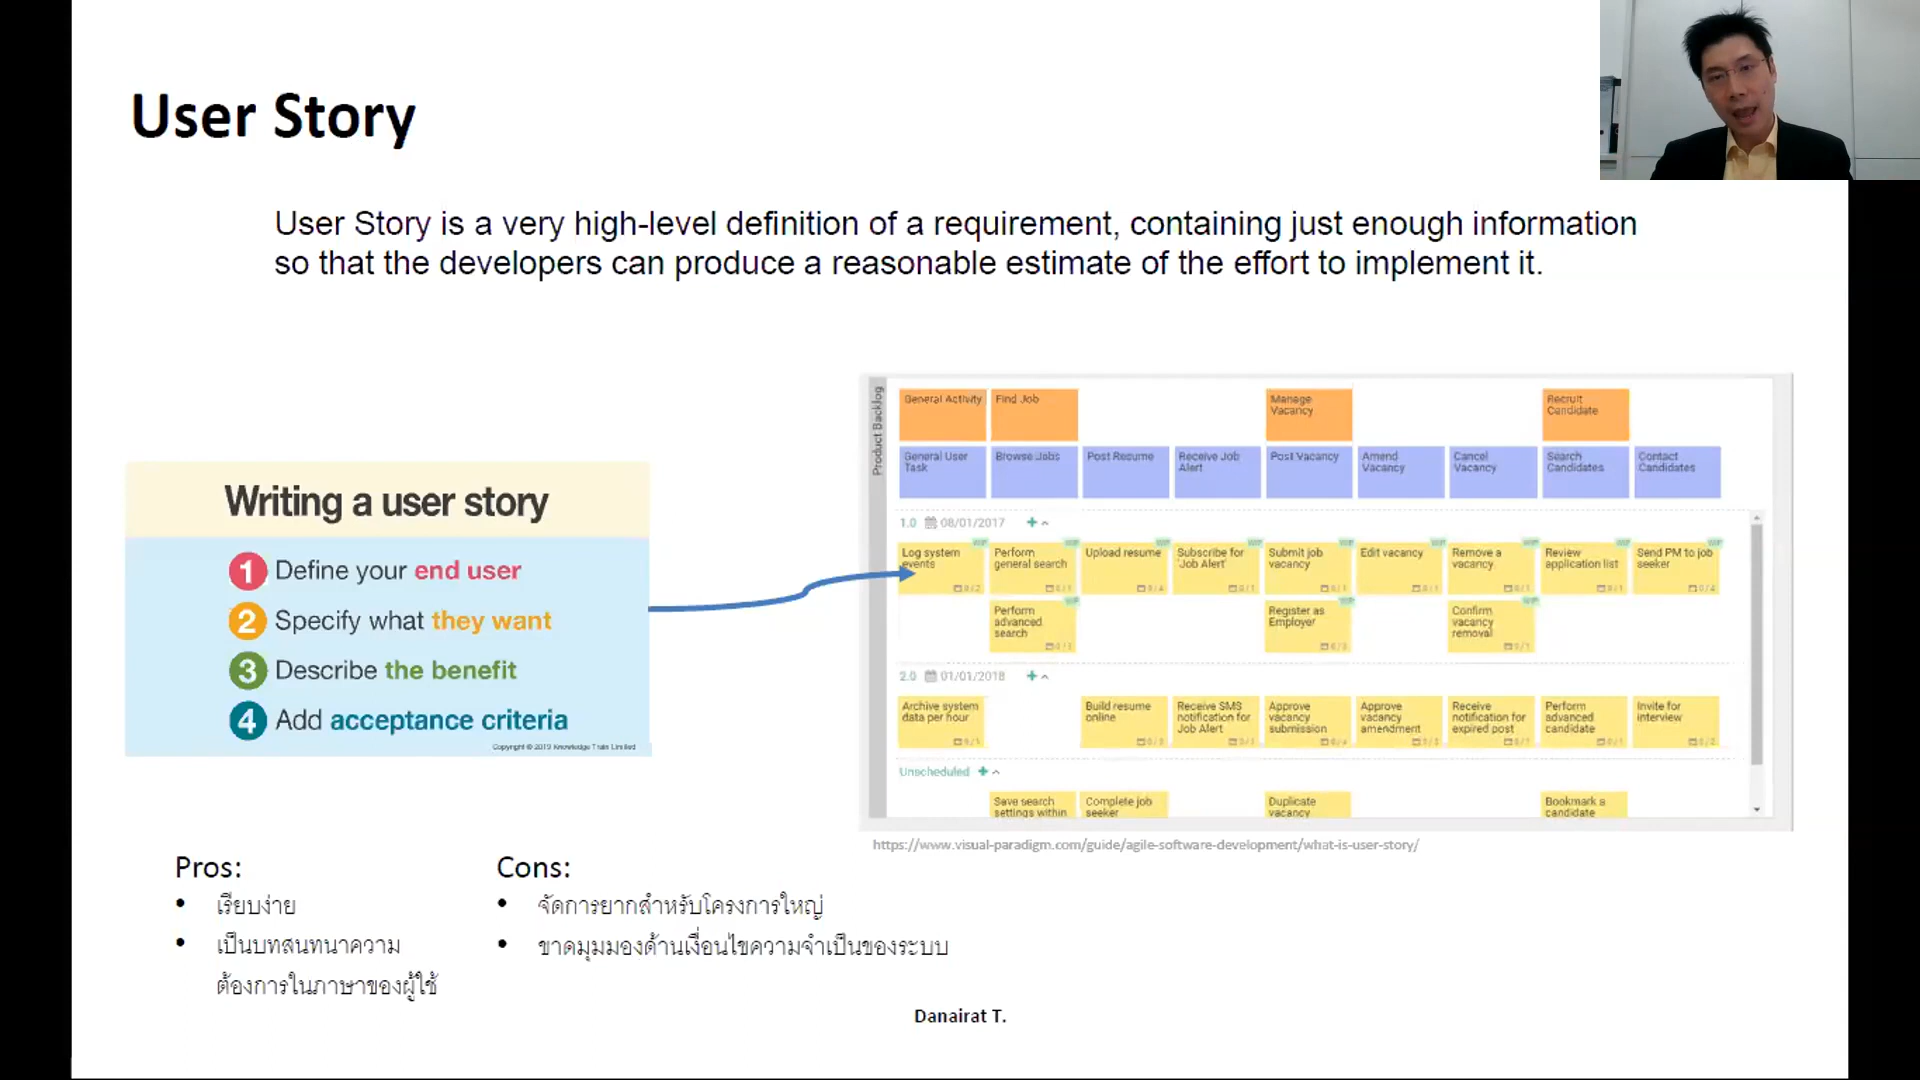 User Story
User Story is a very high-level definition of a requirement, containing just enough information
so that the developers can produce a reasonable estimate of the effort to implement it.
Writing a user story
1 Define your end user
2 Specify what they want
3 Describe the benefit
4 Add acceptance criteria
Copyright © 2019 Knowledge Train Limited
Product Backlog
General Activity
Find Job
Manage
Vacancy
Recruit
Candidate
General User
Task
Browse Jobs
Post Resume
Receive Job
Alert
Post Vacancy
Amend
Vacancy
Cancel
Vacancy
Search
Candidates
Contact
Candidates
1.0 08/01/2017
Log system
events
Perform
general search
Upload resume
Subscribe for
'Job Alert'
Submit job
vacancy
Edit vacancy
Remove a
vacancy
Review
application list
Send PM to job
seeker
Perform
advanced
search
Register as
Employer
Confirm
vacancy
removal
2.0 01/01/2018
Archive system
data per hour
Build resume
online
Receive SMS
notification for
Job Alert
Approve
vacancy
submission
Approve
vacancy
amendment
Receive
notification for
expired post
Perform
advanced
candidate
Invite for
interview
Unscheduled
Save search
settings within
Complete job
seeker
Duplicate
vacancy
Bookmark a
candidate
https://www.visual-paradigm.com/guide/agile-software-development/what-is-user-story/
Pros:
• เรียบง่าย
• เป็นบทสนทนาความ
ต้องการในภาษาของผู้ใช้
Cons:
• จัดการยากสำหรับโครงการใหญ่
• ขาดมุมมองด้านเงื่อนไขความจำเป็นของระบบ
Danairat T.